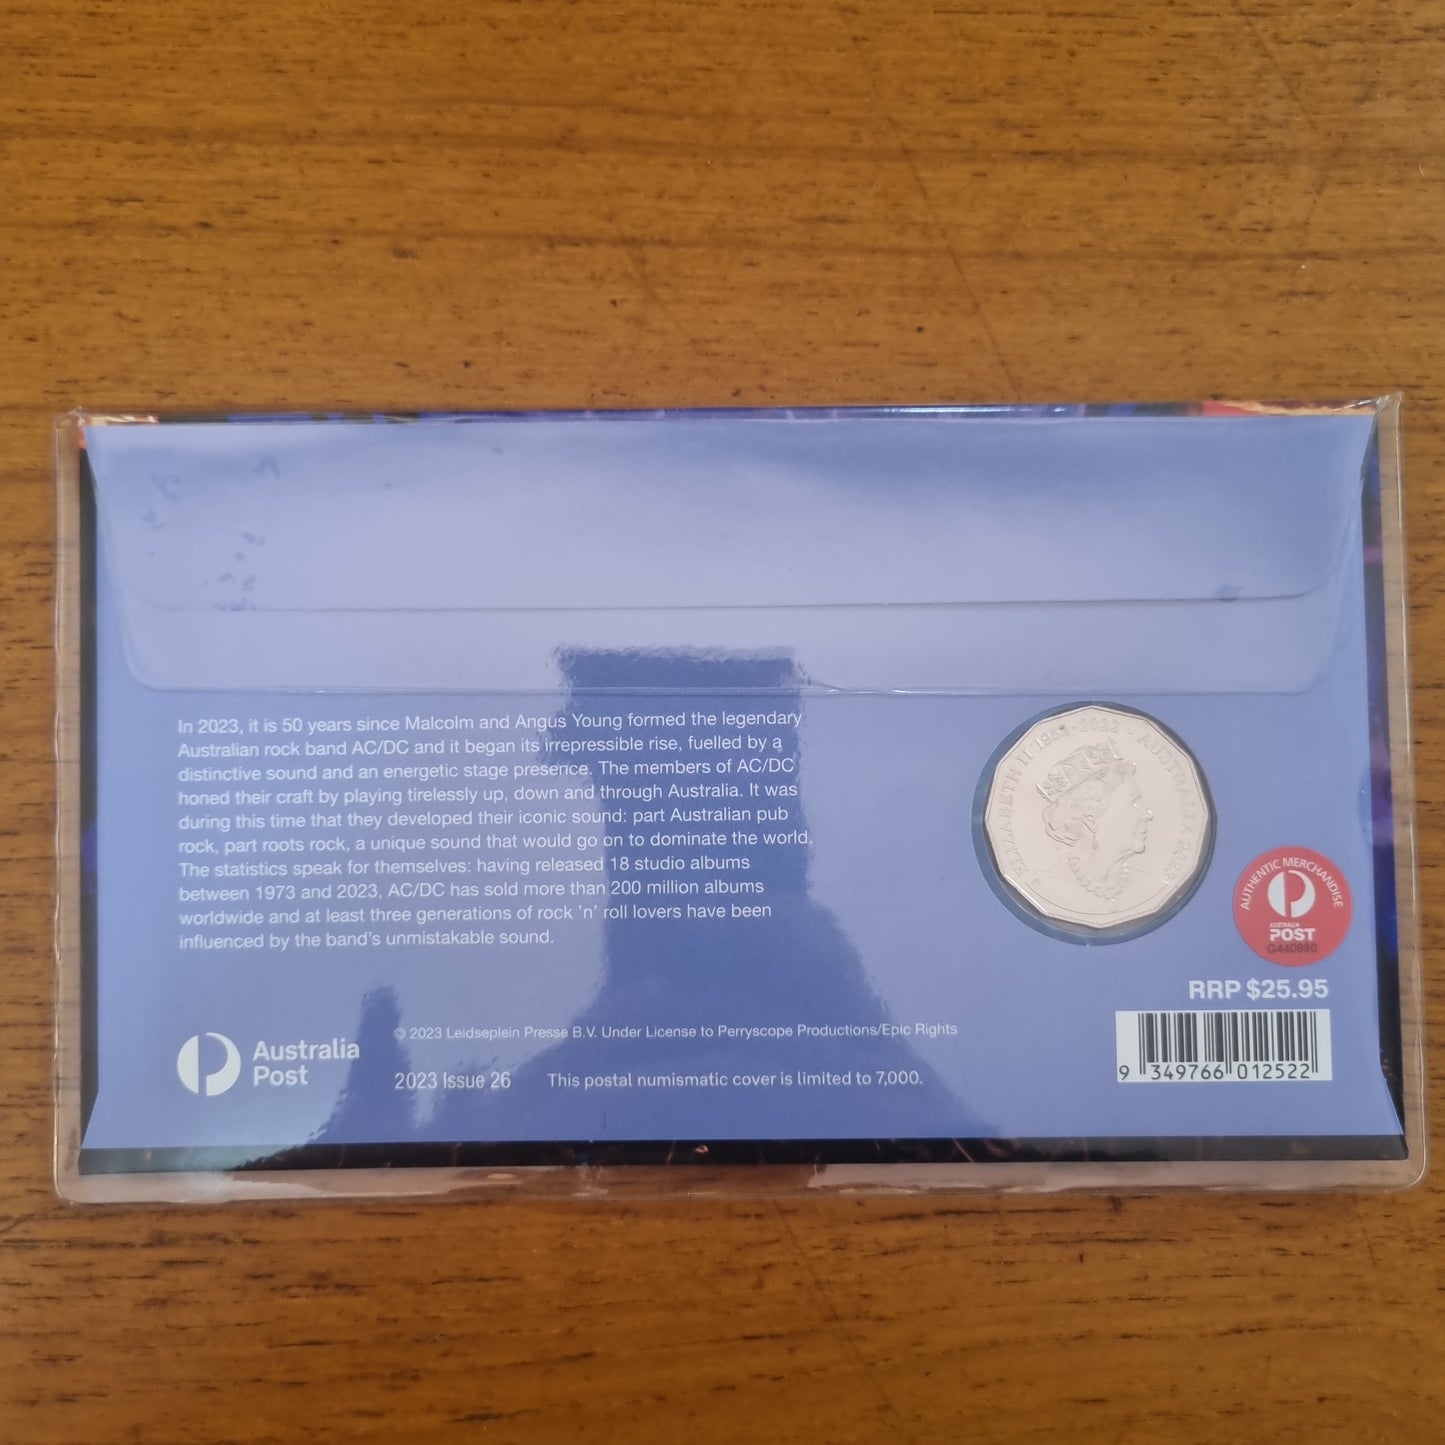 In 2023, it is 50 years since Malcolm and Angus Young formed the legendary
Australian rock band AC/DC and it began its irrepressible rise, fuelled by a
distinctive sound and an energetic stage presence. The members of AC/DC
honed their craft by playing tirelessly up, down and through Australia. It was
during this time that they developed their iconic sound: part Australian pub
rock, part roots rock, a unique sound that would go on to dominate the world.
The statistics speak for themselves: having released 18 studio albums
between 1973 and 2023, AC/DC has sold more than 200 million albums
worldwide and at least three generations of rock 'n' roll lovers have been
influenced by the band's unmistakable sound.
ELIZABETH II 1952-2022 • AUSTRALIA 2023
AUTHENTIC MERCHANDISE
AUSTRALIA
POST
G440680
RRP $25.95
9 349766 012522
Australia
Post
© 2023 Leidseplein Presse B.V. Under License to Perryscope Productions/Epic Rights
2023 Issue 26
This postal numismatic cover is limited to 7,000.